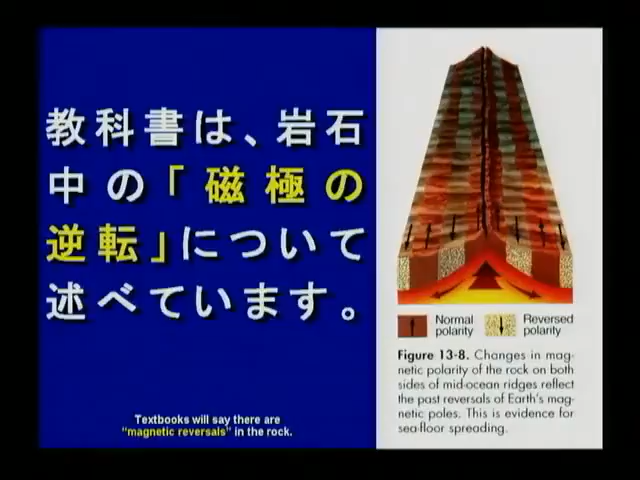 教科書は、岩石
中の「磁極の
逆転」について
述べています。
Textbooks will say there are
"magnetic reversals" in the rock.
Normal polarity
Reversed polarity
Figure 13-8. Changes in mag-
netic polarity of the rock on both
sides of mid-ocean ridges reflect
the past reversals of Earth's mag-
netic poles. This is evidence for
sea-floor spreading.